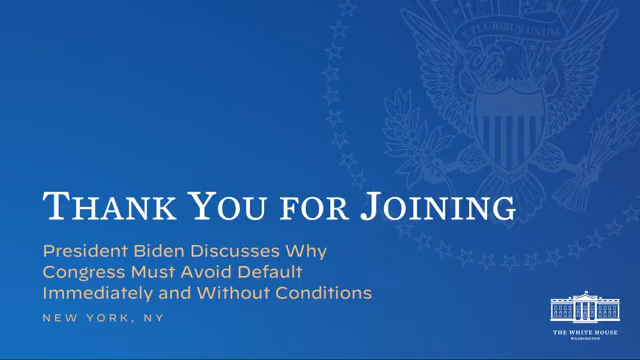 E PLURIBUS UNUM
THANK YOU FOR JOINING
President Biden Discusses Why
Congress Must Avoid Default
Immediately and Without Conditions
NEW YORK, NY
THE WHITE HOUSE
WASHINGTON